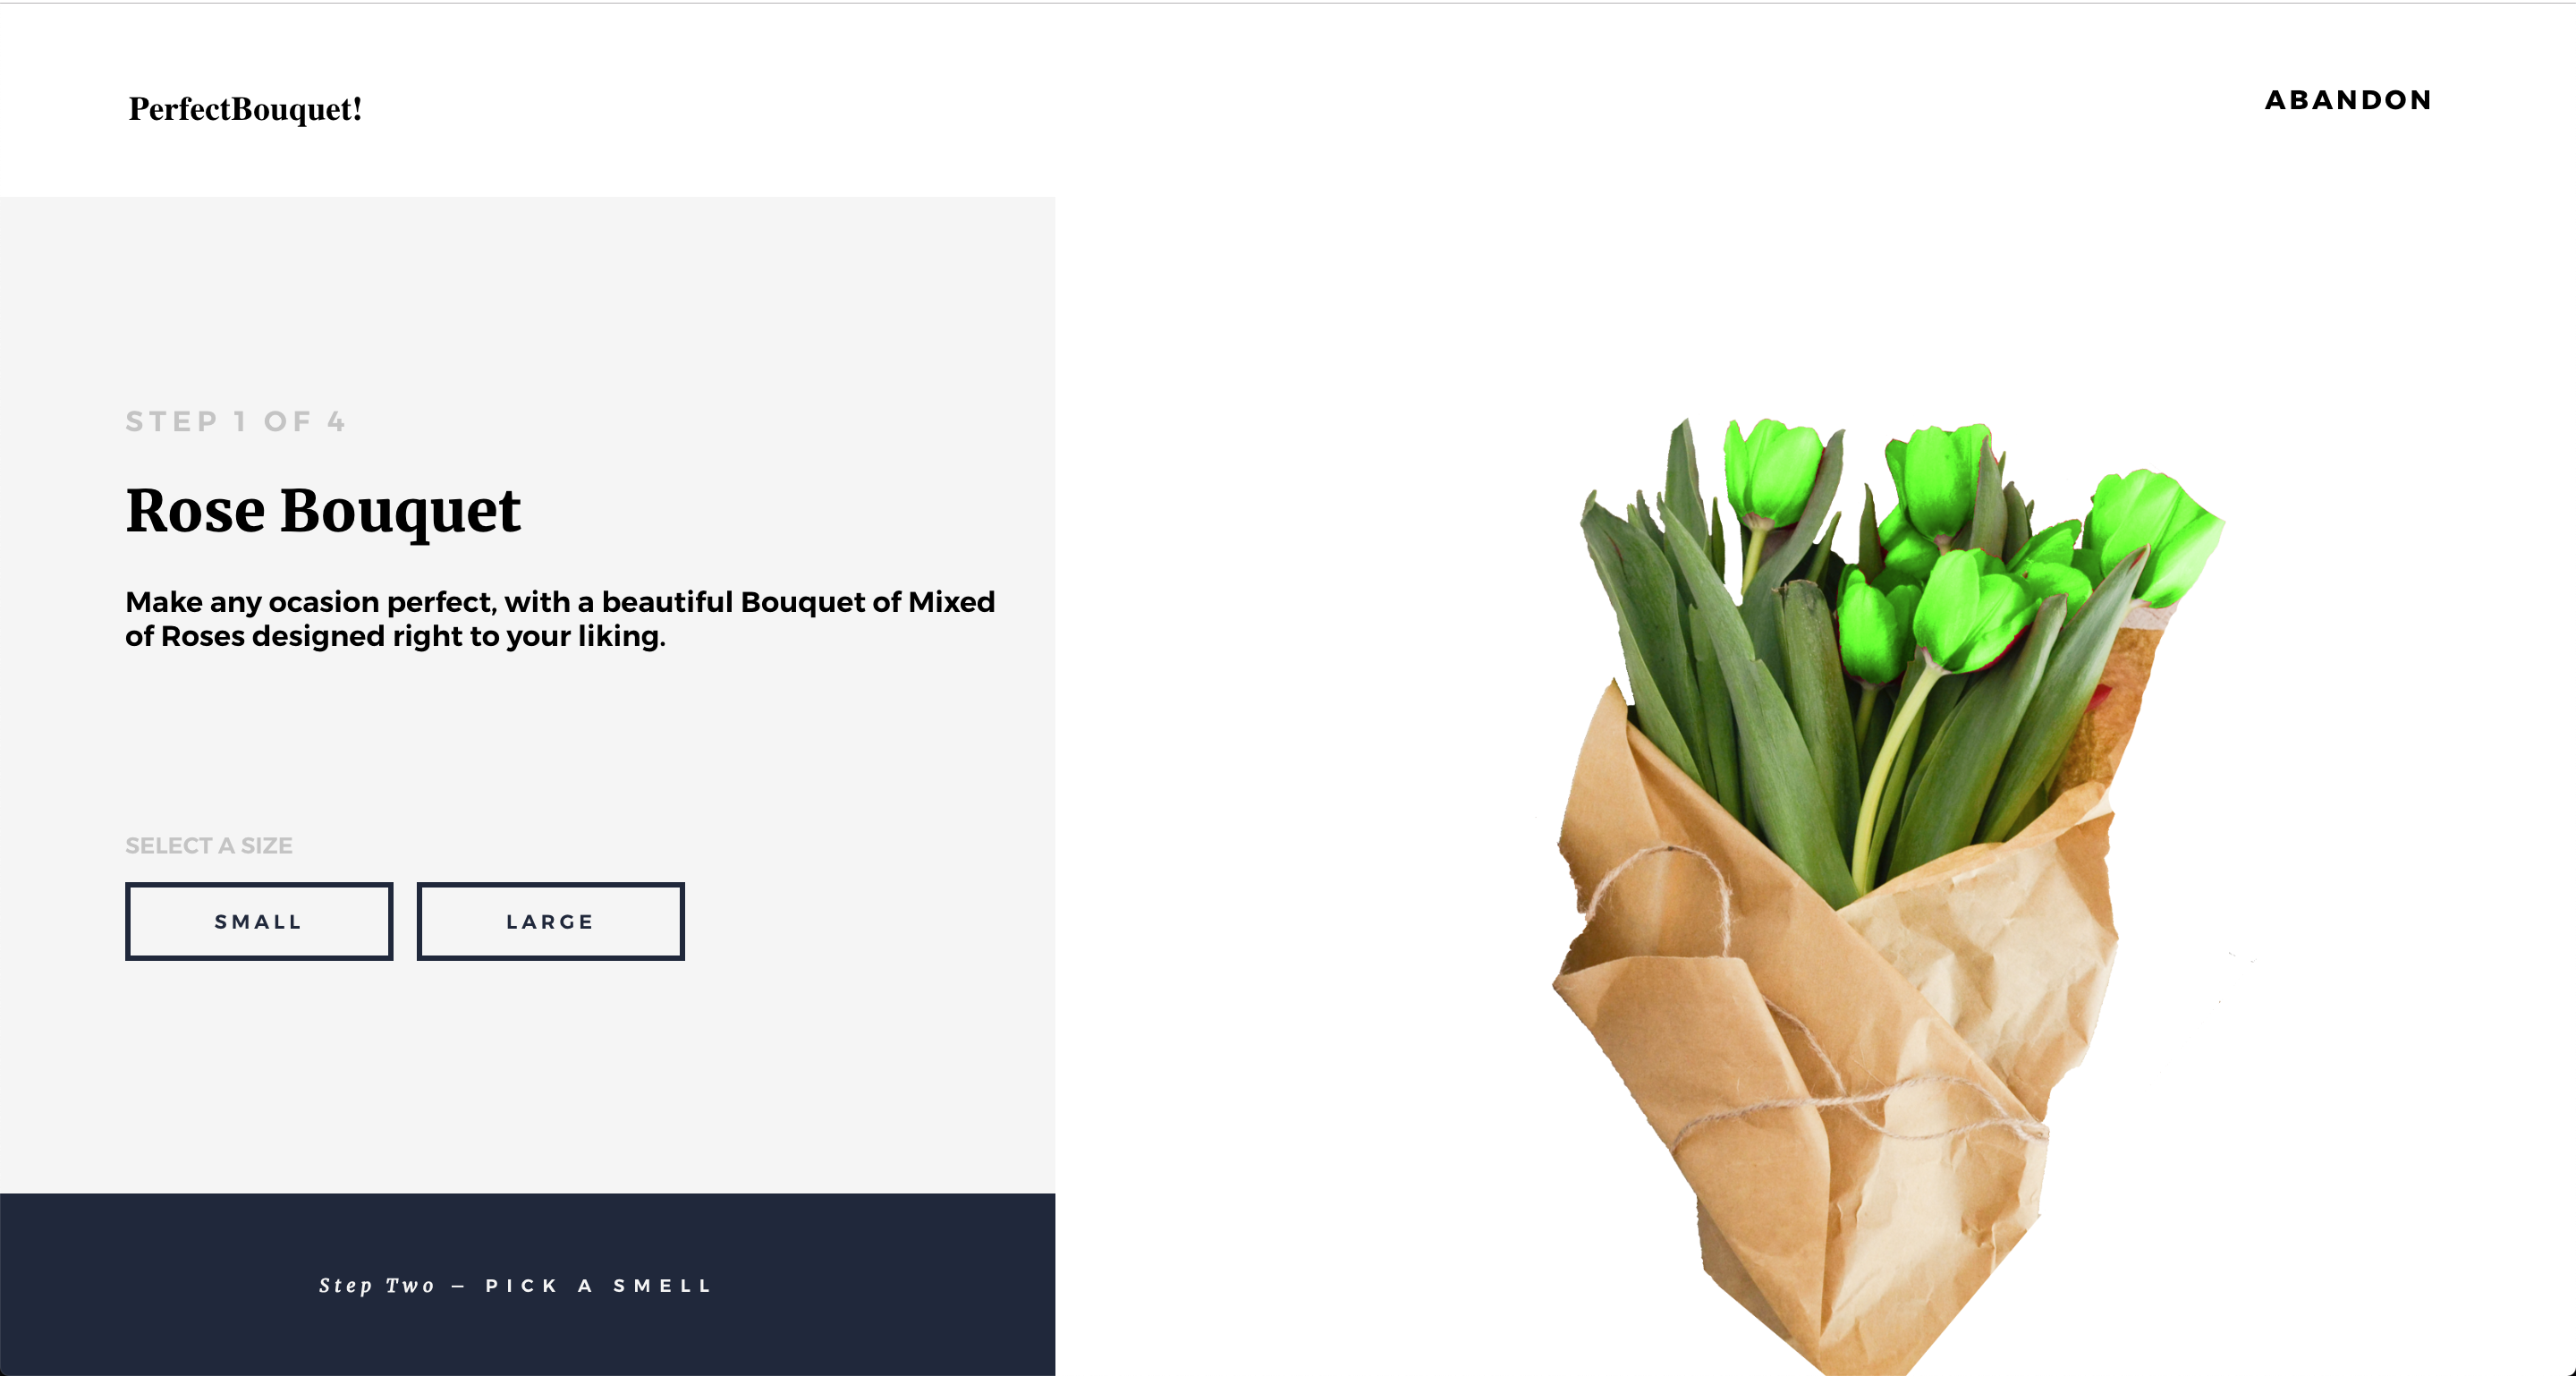 PerfectBouquet!
ABANDON
STEP 1 OF 4
Rose Bouquet
Make any ocasion perfect, with a beautiful Bouquet of Mixed
of Roses designed right to your liking.
SELECT A SIZE
SMALL
LARGE
Step Two – PICK A SMELL